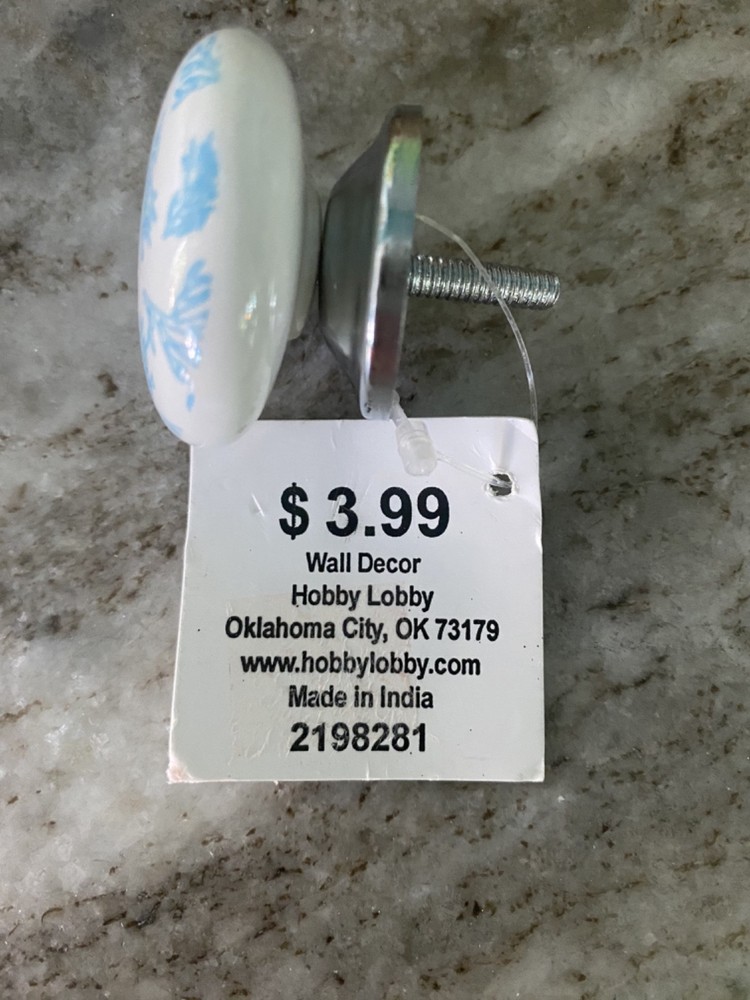 $ 3.99
Wall Decor
Hobby Lobby
Oklahoma City, OK 73179
www.hobbylobby.com
Made in India
2198281